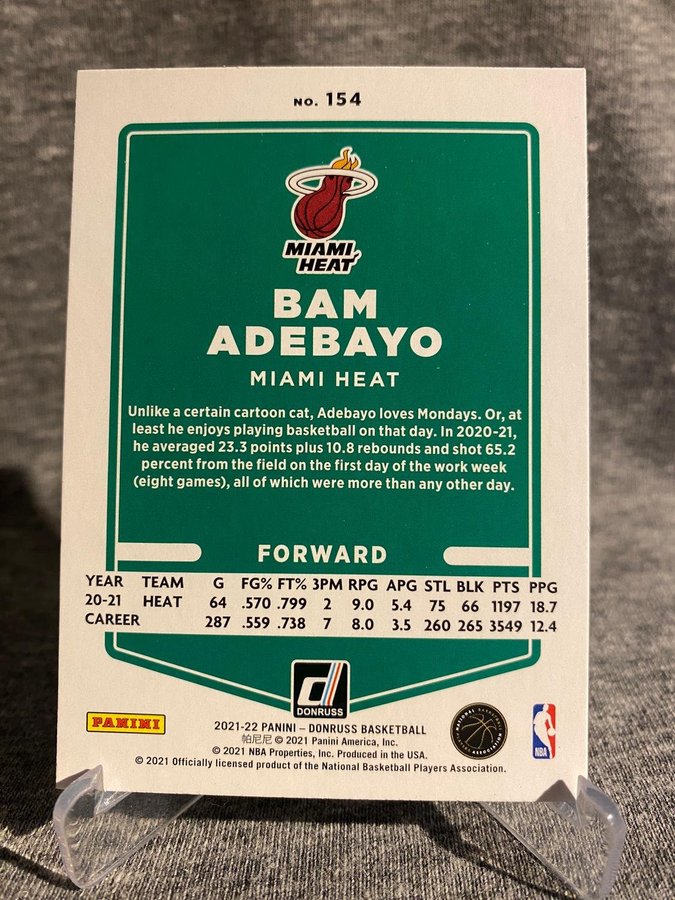 NO. 154
MIAMI
HEAT
BAM
ADEBAYO
MIAMI HEAT
Unlike a certain cartoon cat, Adebayo loves Mondays. Or, at
least he enjoys playing basketball on that day. In 2020-21,
he averaged 23.3 points plus 10.8 rebounds and shot 65.2
percent from the field on the first day of the work week
(eight games), all of which were more than any other day.
FORWARD
YEAR TEAM G FG% FT% 3PM RPG APG STL BLK PTS PPG
20-21 HEAT 64 .570 .799 2 9.0 5.4 75 66 1197 18.7
CAREER 287 .559 .738 7 8.0 3.5 260 265 3549 12.4
DONRUSS
PANINI
2021-22 PANINI – DONRUSS BASKETBALL
帕尼尼 © 2021 Panini America, Inc.
© 2021 NBA Properties, Inc. Produced in the USA.
© 2021 Officially licensed product of the National Basketball Players Association.
NATIONAL BASKETBALL PLAYERS ASSOCIATION
NBA